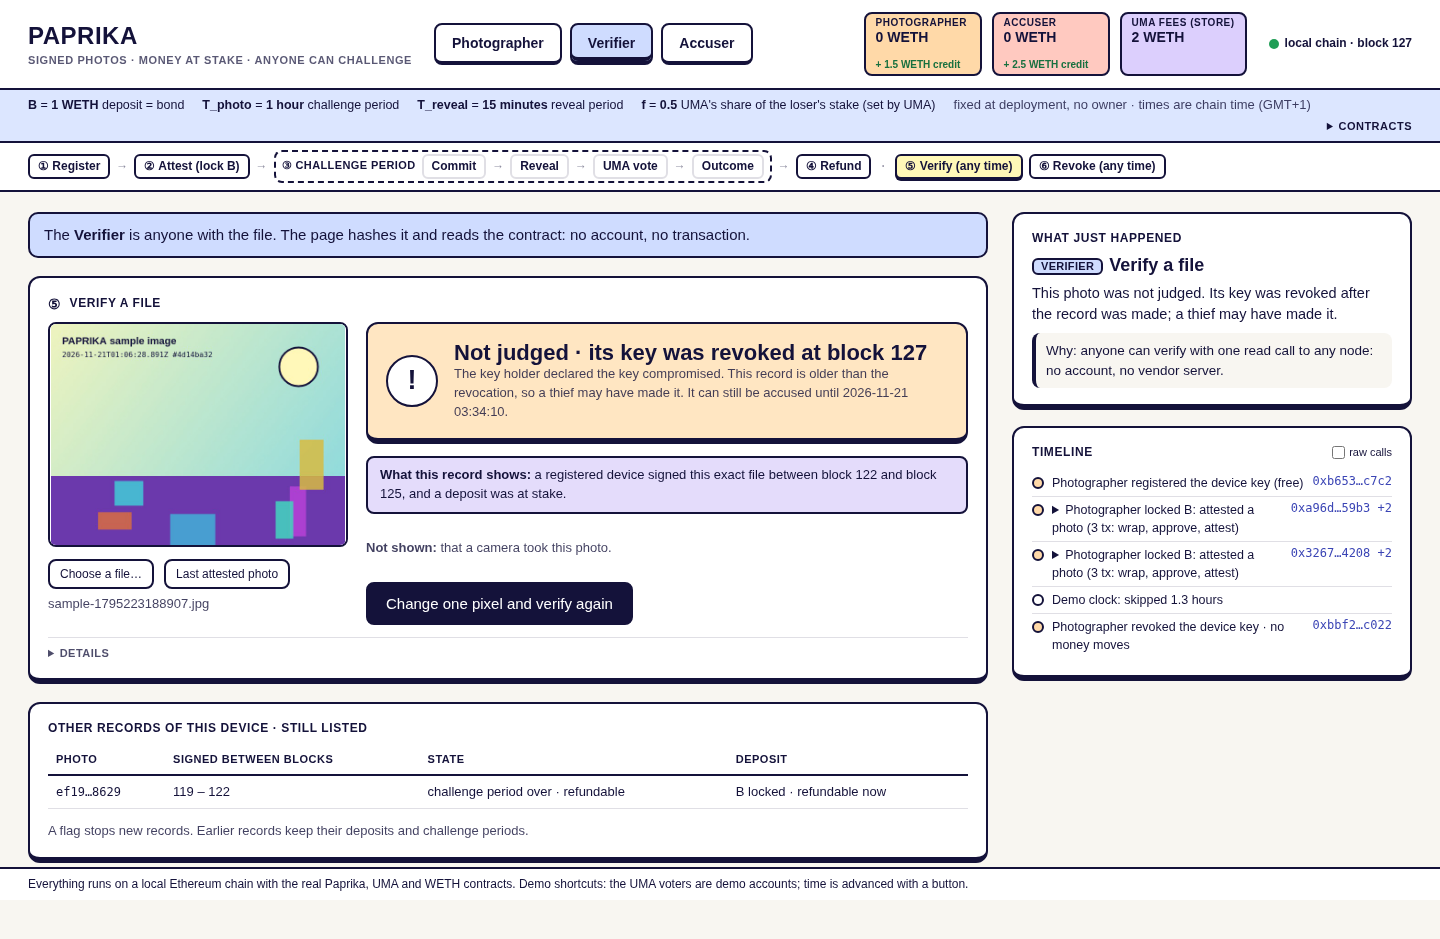 PAPRIKA
SIGNED PHOTOS · MONEY AT STAKE · ANYONE CAN CHALLENGE
Photographer Verifier Accuser
PHOTOGRAPHER
0 WETH
+ 1.5 WETH credit
ACCUSER
0 WETH
+ 2.5 WETH credit
UMA FEES (STORE)
2 WETH
local chain · block 127
B = 1 WETH deposit = bond T_photo = 1 hour challenge period T_reveal = 15 minutes reveal period f = 0.5 UMA's share of the loser's stake (set by UMA) fixed at deployment, no owner · times are chain time (GMT+1)
▶ CONTRACTS
① Register → ② Attest (lock B) → ③ CHALLENGE PERIOD Commit → Reveal → UMA vote → Outcome → ④ Refund · ⑤ Verify (any time) ⑥ Revoke (any time)
The Verifier is anyone with the file. The page hashes it and reads the contract: no account, no transaction.
⑤ VERIFY A FILE
PAPRIKA sample image
2026-11-21T01:06:28.891Z #4d14ba32
Choose a file… Last attested photo
sample-1795223188907.jpg
!
Not judged · its key was revoked at block 127
The key holder declared the key compromised. This record is older than the
revocation, so a thief may have made it. It can still be accused until 2026-11-21
03:34:10.
What this record shows: a registered device signed this exact file between block 122 and block
125, and a deposit was at stake.
Not shown: that a camera took this photo.
Change one pixel and verify again
▶ DETAILS
OTHER RECORDS OF THIS DEVICE · STILL LISTED
PHOTO SIGNED BETWEEN BLOCKS STATE DEPOSIT
ef19…8629 119 – 122 challenge period over · refundable B locked · refundable now
A flag stops new records. Earlier records keep their deposits and challenge periods.
WHAT JUST HAPPENED
VERIFIER Verify a file
This photo was not judged. Its key was revoked after
the record was made; a thief may have made it.
Why: anyone can verify with one read call to any node:
no account, no vendor server.
TIMELINE raw calls
Photographer registered the device key (free) 0xb653…c7c2
▶ Photographer locked B: attested a 0xa96d…59b3 +2
photo (3 tx: wrap, approve, attest)
▶ Photographer locked B: attested a 0x3267…4208 +2
photo (3 tx: wrap, approve, attest)
Demo clock: skipped 1.3 hours
Photographer revoked the device key · no 0xbbf2…c022
money moves
Everything runs on a local Ethereum chain with the real Paprika, UMA and WETH contracts. Demo shortcuts: the UMA voters are demo accounts; time is advanced with a button.